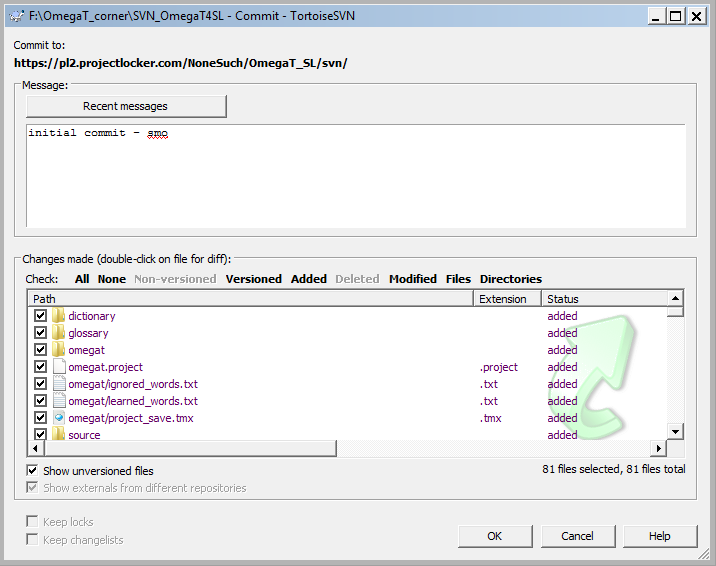 F:\OmegaT_corner\SVN_OmegaT4SL - Commit - TortoiseSVN
Commit to:
https://pl2.projectlocker.com/NoneSuch/OmegaT_SL/svn/
Message:
Recent messages
initial commit - smo
Changes made (double-click on file for diff):
Check: All None Non-versioned Versioned Added Deleted Modified Files Directories
Path Extension Status
dictionary added
glossary added
omegat added
omegat.project .project added
omegat/ignored_words.txt .txt added
omegat/learned_words.txt .txt added
omegat/project_save.tmx .tmx added
source added
Show unversioned files 81 files selected, 81 files total
Show externals from different repositories
Keep locks
Keep changelists
OK Cancel Help